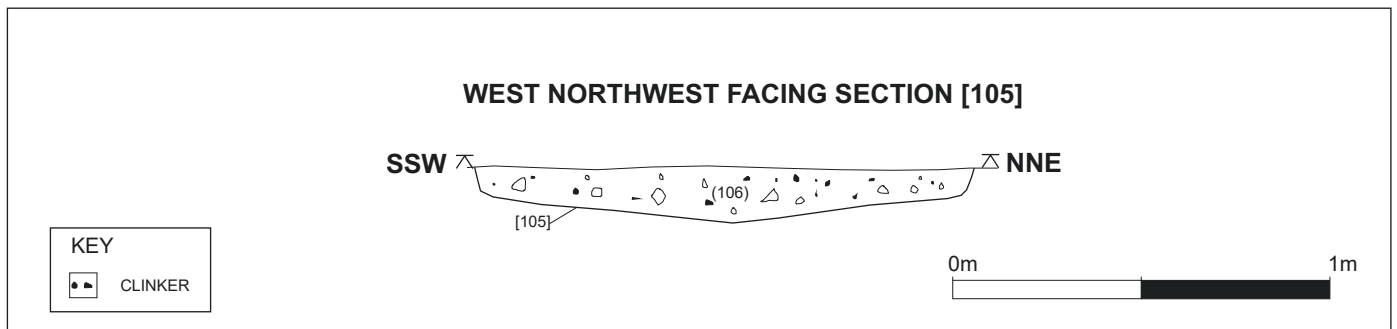 WEST NORTHWEST FACING SECTION [105]
SSW NNE
(106)
[105]
KEY
CLINKER
0m 1m